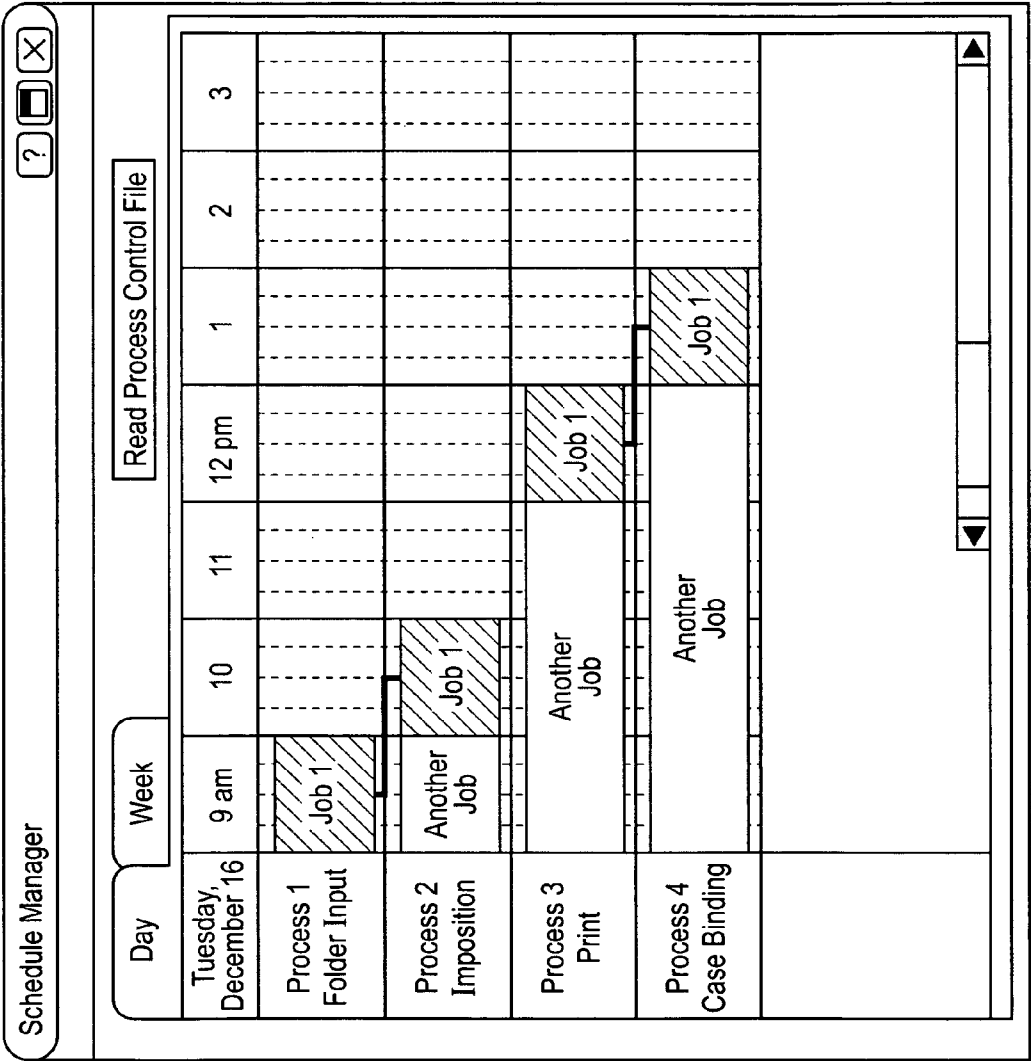 Schedule Manager
?
Day
Week
Read Process Control File
Tuesday,
December 16
9 am
10
11
12 pm
1
2
3
Process 1
Folder Input
Job 1
Process 2
Imposition
Another
Job
Job 1
Process 3
Print
Another
Job
Job 1
Process 4
Case Binding
Another
Job
Job 1